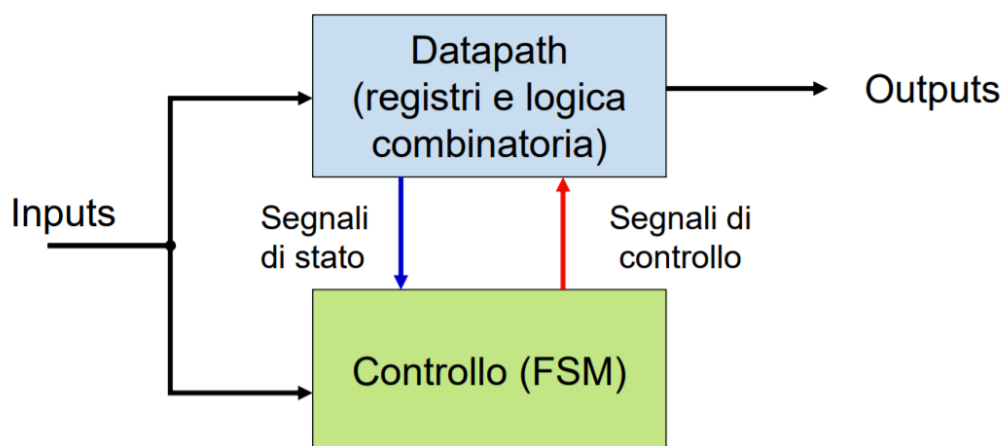 Datapath
(registri e logica
combinatoria)
Outputs
Inputs
Segnali
di stato
Segnali di
controllo
Controllo (FSM)